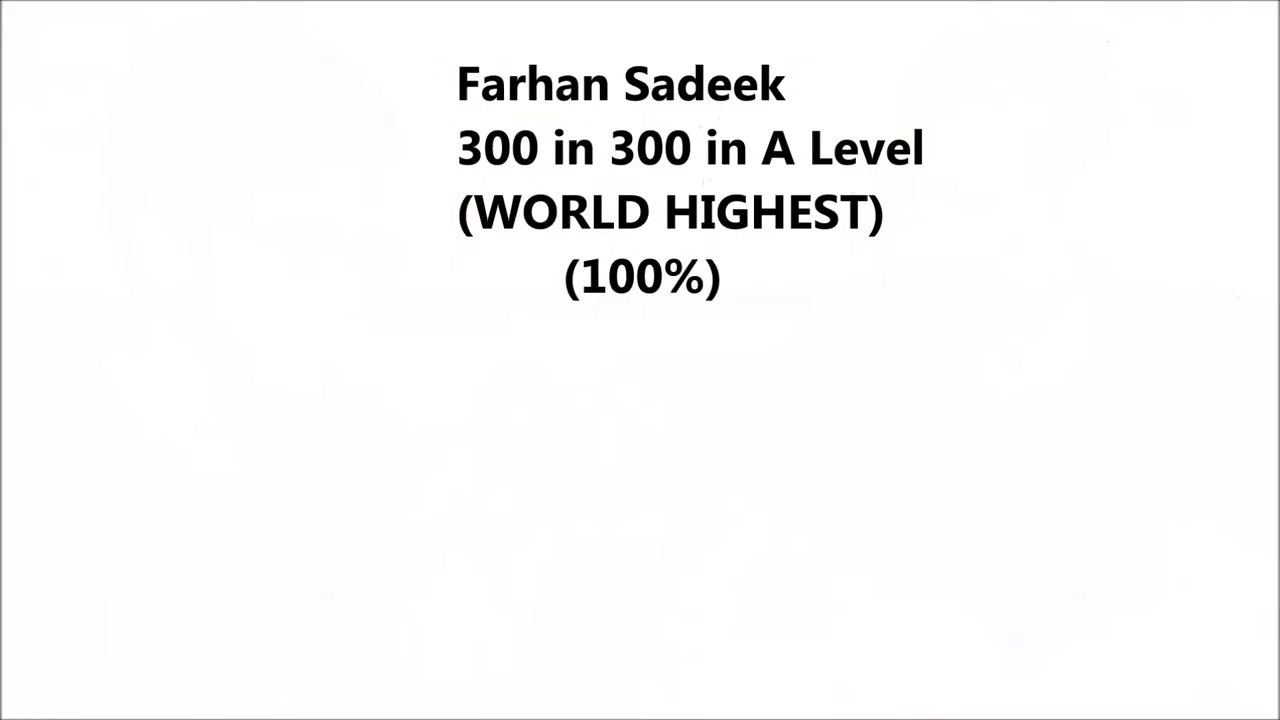 Farhan Sadeek
300 in 300 in A Level
(WORLD HIGHEST)
(100%)